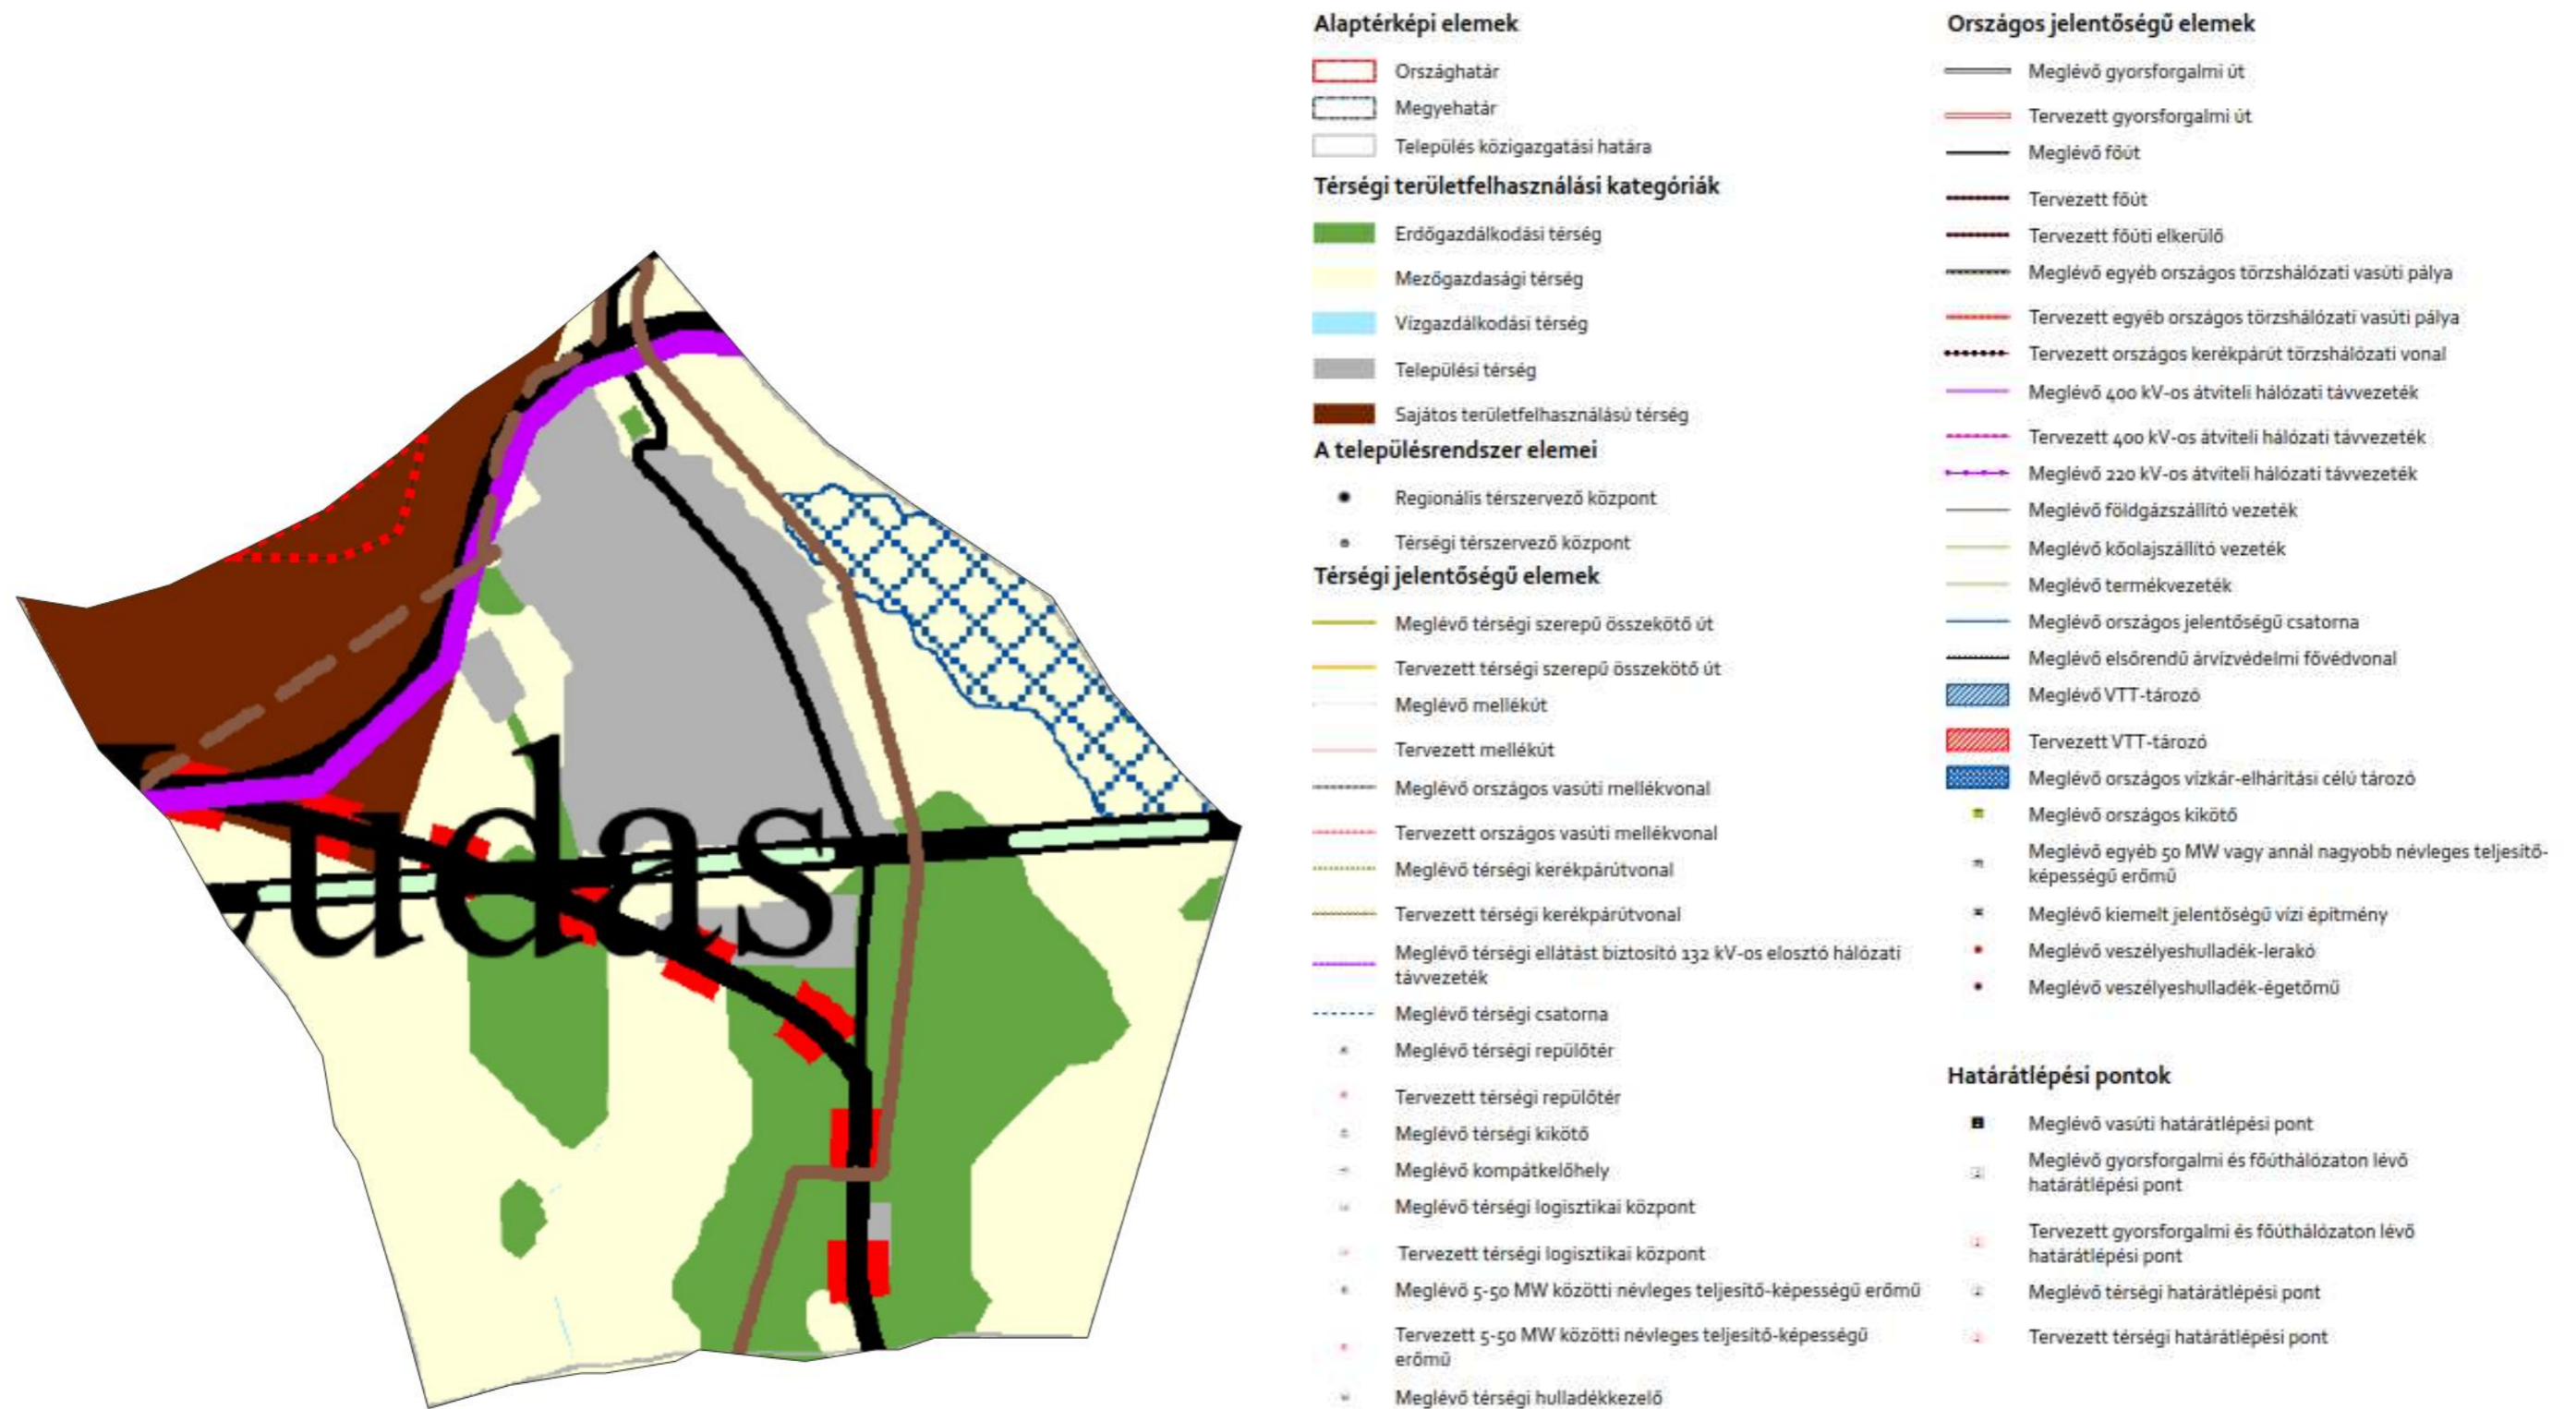 Ludas
Alaptérképi elemek
Országhatár
Megyehatár
Település közigazgatási határa
Térségi területfelhasználási kategóriák
Erdőgazdálkodási térség
Mezőgazdasági térség
Vízgazdálkodási térség
Települési térség
Sajátos területfelhasználású térség
A településrendszer elemei
Regionális térszervező központ
Térségi térszervező központ
Térségi jelentőségű elemek
Meglévő térségi szerepű összekötő út
Tervezett térségi szerepű összekötő út
Meglévő mellékút
Tervezett mellékút
Meglévő országos vasúti mellékvonal
Tervezett országos vasúti mellékvonal
Meglévő térségi kerékpárútvonal
Tervezett térségi kerékpárútvonal
Meglévő térségi ellátást biztosító 132 kV-os elosztó hálózati
távvezeték
Meglévő térségi csatorna
Meglévő térségi repülőtér
Tervezett térségi repülőtér
Meglévő térségi kikötő
Meglévő kompátkelőhely
Meglévő térségi logisztikai központ
Tervezett térségi logisztikai központ
Meglévő 5-50 MW közötti névleges teljesítő-képességű erőmű
Tervezett 5-50 MW közötti névleges teljesítő-képességű
erőmű
Meglévő térségi hulladékkezelő
Országos jelentőségű elemek
Meglévő gyorsforgalmi út
Tervezett gyorsforgalmi út
Meglévő főút
Tervezett főút
Tervezett főúti elkerülő
Meglévő egyéb országos törzshálózati vasúti pálya
Tervezett egyéb országos törzshálózati vasúti pálya
Tervezett országos kerékpárút törzshálózati vonal
Meglévő 400 kV-os átviteli hálózati távvezeték
Tervezett 400 kV-os átviteli hálózati távvezeték
Meglévő 220 kV-os átviteli hálózati távvezeték
Meglévő földgázszállító vezeték
Meglévő kőolajszállító vezeték
Meglévő termékvezeték
Meglévő országos jelentőségű csatorna
Meglévő elsőrendű árvízvédelmi fővédvonal
Meglévő VTT-tározó
Tervezett VTT-tározó
Meglévő országos vízkár-elhárítási célú tározó
Meglévő országos kikötő
Meglévő egyéb 50 MW vagy annál nagyobb névleges teljesítő-
képességű erőmű
Meglévő kiemelt jelentőségű vízi építmény
Meglévő veszélyeshulladék-lerakó
Meglévő veszélyeshulladék-égetőmű
Határátlépési pontok
Meglévő vasúti határátlépési pont
Meglévő gyorsforgalmi és főúthálózaton lévő
határátlépési pont
Tervezett gyorsforgalmi és főúthálózaton lévő
határátlépési pont
Meglévő térségi határátlépési pont
Tervezett térségi határátlépési pont